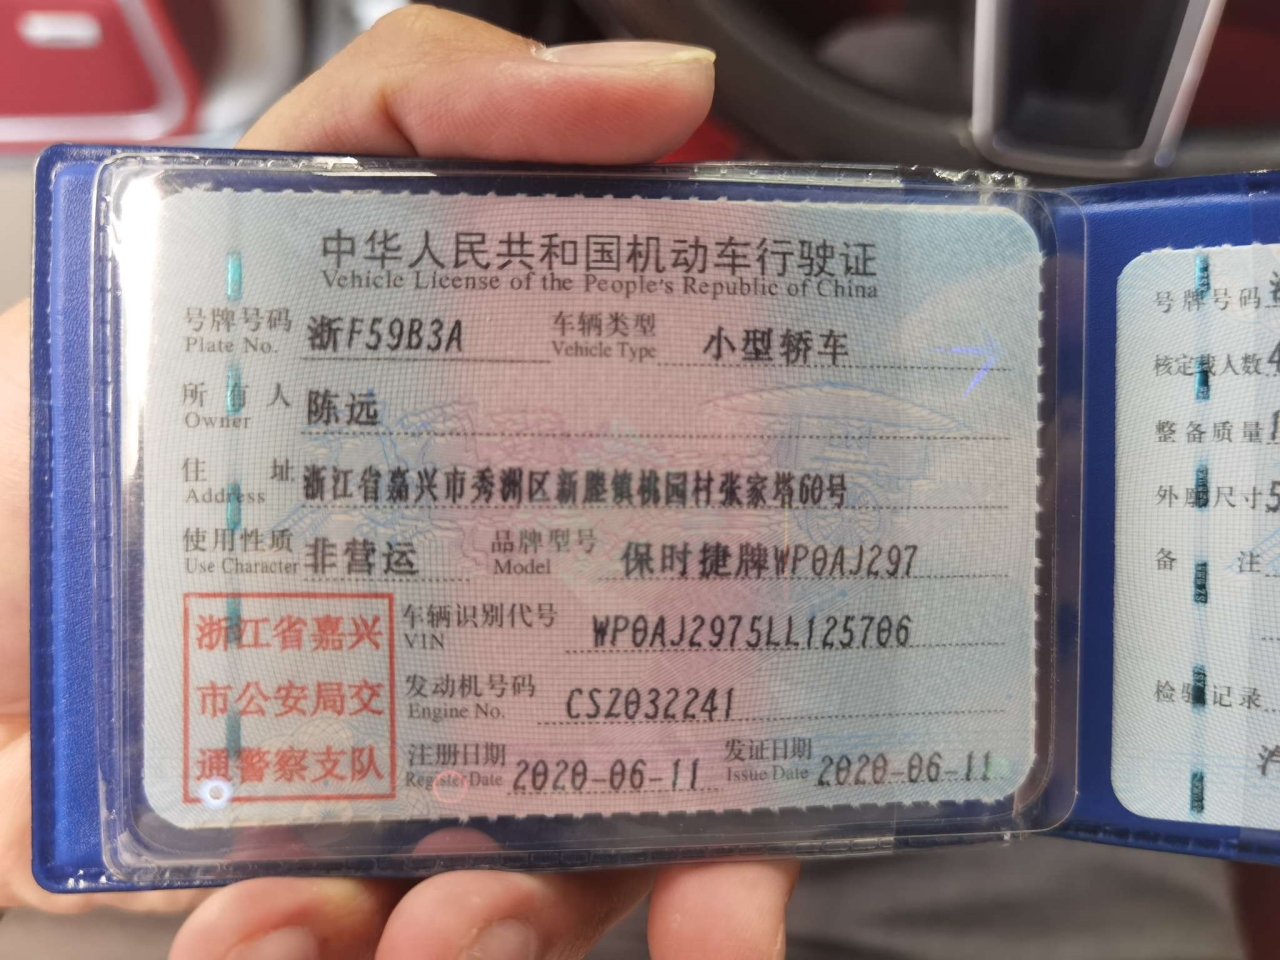 中华人民共和国机动车行驶证
Vehicle License of the People's Republic of China
号牌号码 浙F59B3A 车辆类型 小型轿车
Plate No. Vehicle Type
所有人 陈远
Owner
住址 浙江省嘉兴市秀洲区新塍镇桃园村张家塔60号
Address
使用性质 非营运 品牌型号 保时捷牌WP0AJ297
Use Character Model
浙江省嘉兴
市公安局交
通警察支队
车辆识别代号 WP0AJ2975LL125706
VIN
发动机号码 CSZ032241
Engine No.
注册日期 2020-06-11 发证日期 2020-06-11
Register Date Issue Date
号牌号码
核定载人数 4
整备质量
外廓尺寸 5
备注
检验记录